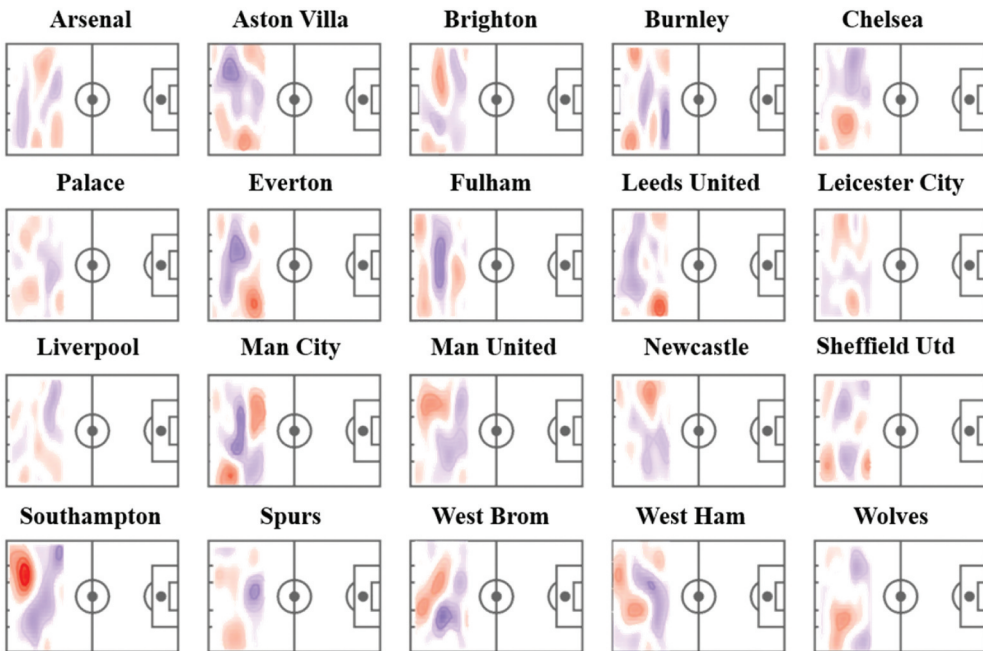 Arsenal Aston Villa Brighton Burnley Chelsea
Palace Everton Fulham Leeds United Leicester City
Liverpool Man City Man United Newcastle Sheffield Utd
Southampton Spurs West Brom West Ham Wolves